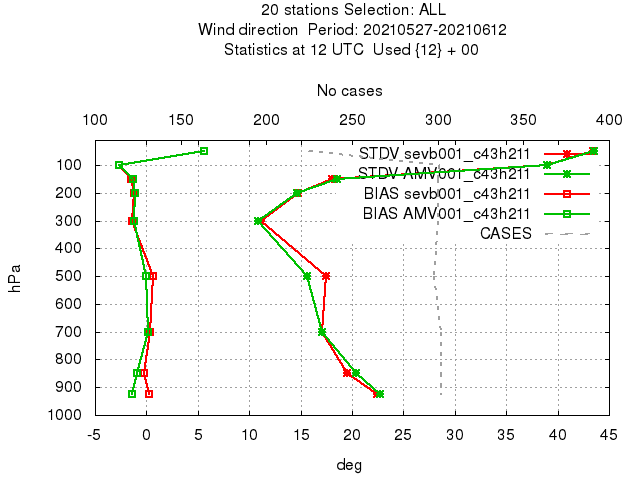 20 stations Selection: ALL
Wind direction  Period: 20210527-20210612
Statistics at 12 UTC  Used {12} + 00
No cases
100 150 200 250 300 350 400
STDV sevb001_c43h211
STDV AMV001_c43h211
BIAS sevb001_c43h211
BIAS AMV001_c43h211
CASES
100
200
300
400
500
600
700
800
900
1000
hPa
-5 0 5 10 15 20 25 30 35 40 45
deg